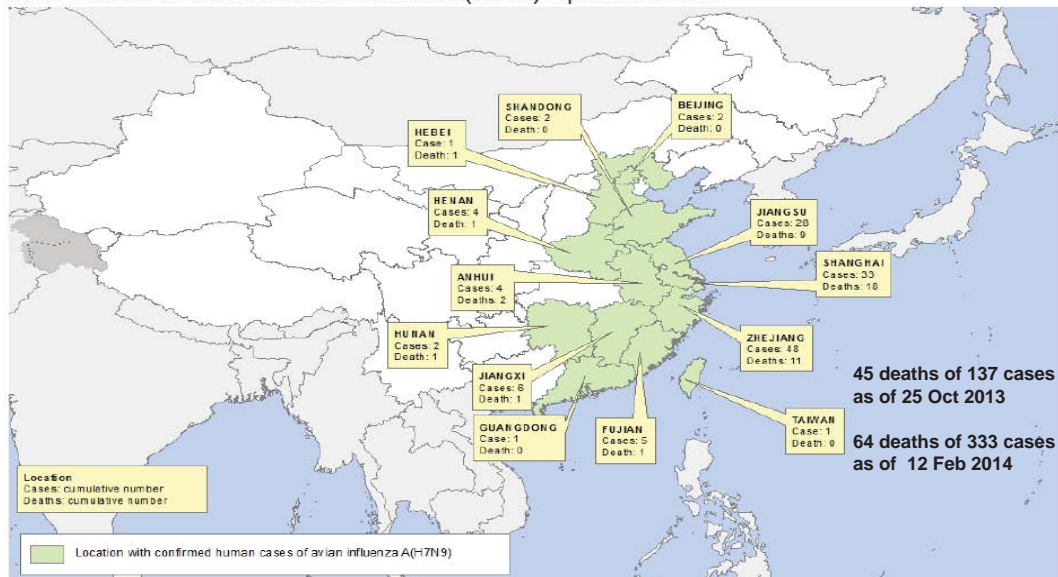 SHANDONG
Cases: 2
Death: 0
BEIJING
Cases: 2
Death: 0
HEBEI
Case: 1
Death: 1
HENAN
Cases: 4
Death: 1
JIANGSU
Cases: 28
Deaths: 9
SHANGHAI
Cases: 33
Deaths: 18
ANHUI
Cases: 4
Deaths: 2
HUNAN
Cases: 2
Death: 1
ZHEJIANG
Cases: 48
Deaths: 11
JIANGXI
Cases: 6
Death: 1
GUANGDONG
Case: 1
Death: 0
FUJIAN
Cases: 5
Death: 1
TAIWAN
Case: 1
Death: 0
45 deaths of 137 cases
as of 25 Oct 2013
64 deaths of 333 cases
as of 12 Feb 2014
Location
Cases: cumulative number
Deaths: cumulative number
Location with confirmed human cases of avian influenza A(H7N9)